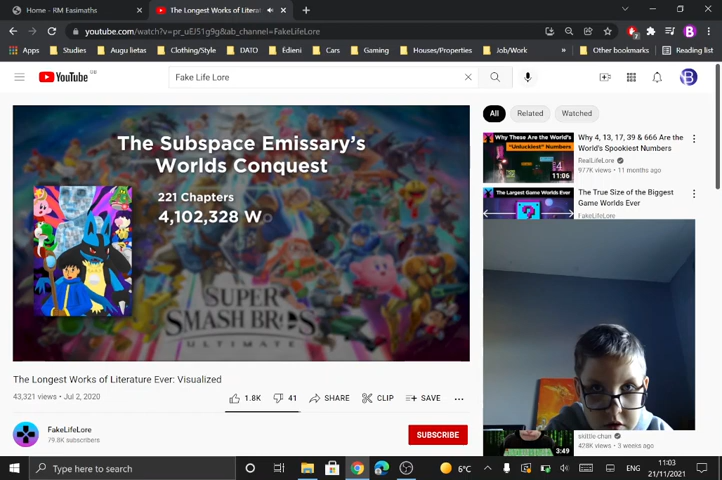 Home - RM Easimaths
The Longest Works of Literat
youtube.com/watch?v=pr_uEJ51g9g&ab_channel=FakeLifeLore
Apps
Studies
Augu lietas
Clothing/Style
DATO
Edieni
Cars
Gaming
Houses/Properties
Job/Work
»
Other bookmarks
Reading list
YouTube
Fake Life Lore
B
The Subspace Emissary's
Worlds Conquest
221 Chapters
4,102,328 W
SUPER
SMASH BROS
ULTIMATE
The Longest Works of Literature Ever: Visualized
43,321 views • Jul 2, 2020
1.8K
41
SHARE
CLIP
SAVE
FakeLifeLore
79.8K subscribers
SUBSCRIBE
All
Related
Watched
Why These Are the World's
"Unluckiest" Numbers
11:06
Why 4, 13, 17, 39 & 666 Are the
World's Spookiest Numbers
RealLifeLore
977K views • 11 months ago
The Largest Game Worlds Ever
The True Size of the Biggest
Game Worlds Ever
FakeLifeLore
3:49
skittle chan
428K views • 3 weeks ago
Type here to search
6°C
ENG
11:03
21/11/2021